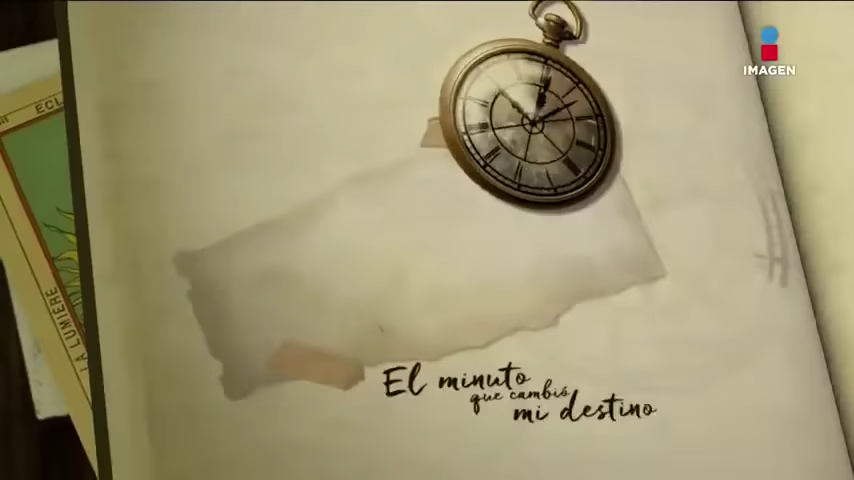 IMAGEN
ECL
LA LUMIERE
El minuto
que cambió
mi destino